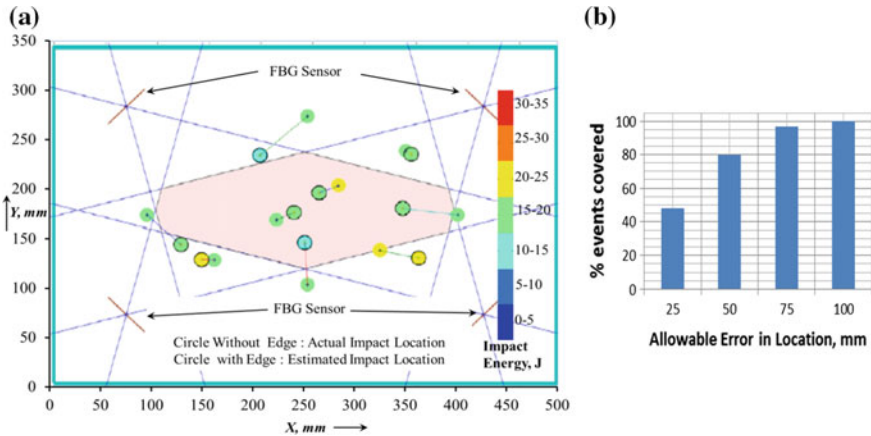 (a)
350
300
250
200
150
100
50
0
Y, mm
FBG Sensor
30-35
25-30
20-25
15-20
10-15
5-10
0-5
FBG Sensor
Circle Without Edge : Actual Impact Location
Circle with Edge : Estimated Impact Location
Impact
Energy, J
0 50 100 150 200 250 300 350 400 450 500
X, mm
(b)
% events covered
100
80
60
40
20
0
25 50 75 100
Allowable Error in Location, mm